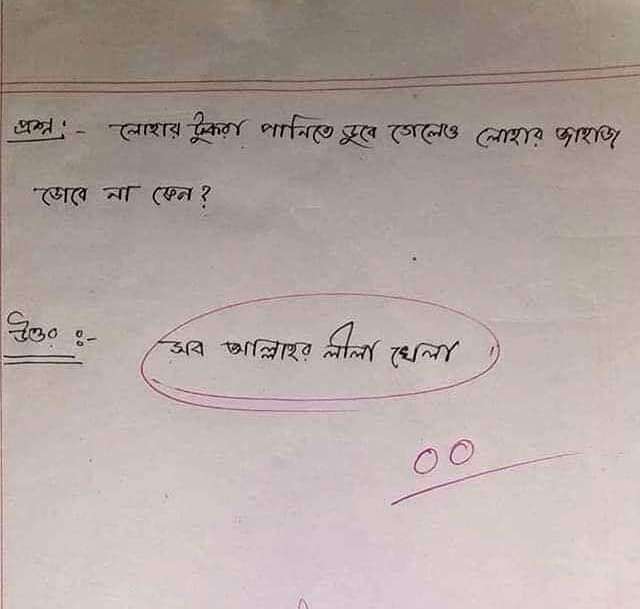 প্রশ্ন:- লোহার টুকরা পানিতে ডুবে গেলেও লোহার জাহাজ
ডোবে না কেন?
উত্তর ঃ- সব আল্লাহর লীলা খেলা।
00